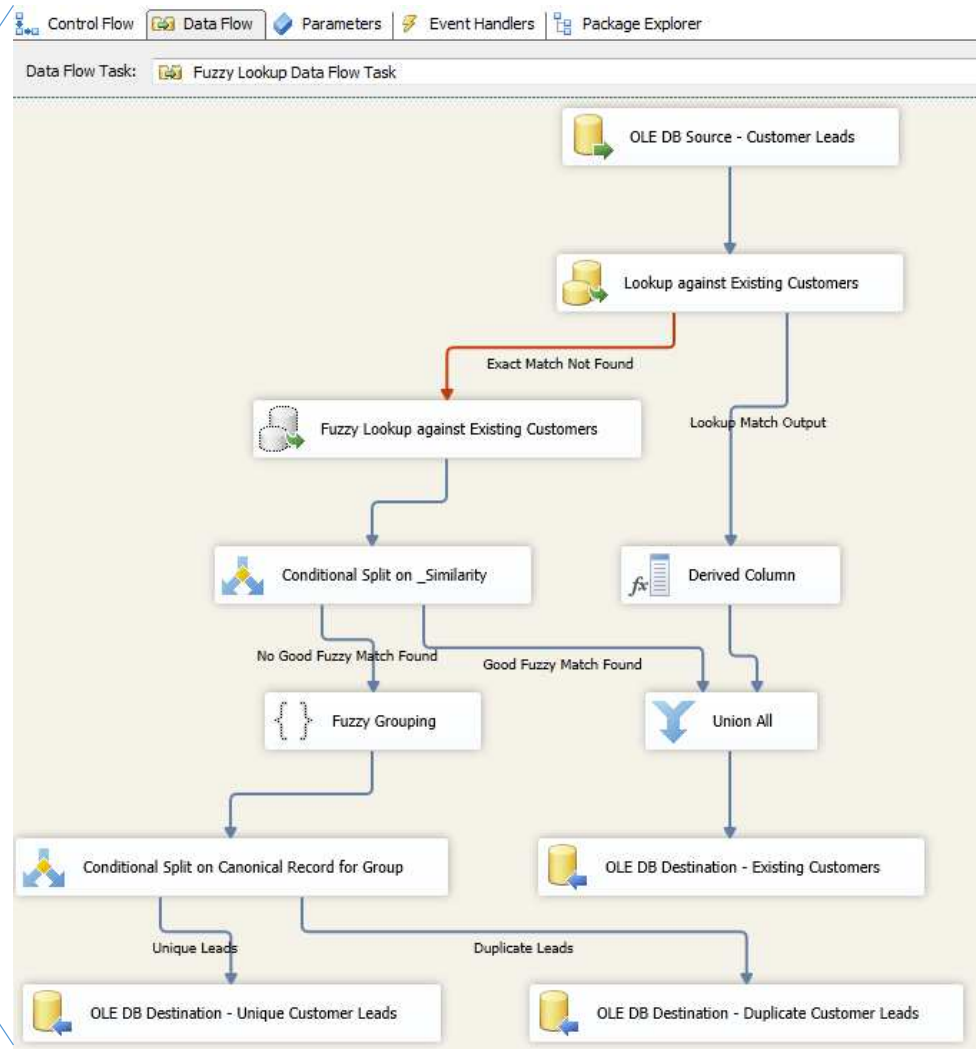 Control Flow
Data Flow
Parameters
Event Handlers
Package Explorer
Data Flow Task:
Fuzzy Lookup Data Flow Task
OLE DB Source - Customer Leads
Lookup against Existing Customers
Exact Match Not Found
Lookup Match Output
Fuzzy Lookup against Existing Customers
Conditional Split on _Similarity
fx
Derived Column
No Good Fuzzy Match Found
Good Fuzzy Match Found
{ }
Fuzzy Grouping
Union All
Conditional Split on Canonical Record for Group
OLE DB Destination - Existing Customers
Unique Leads
Duplicate Leads
OLE DB Destination - Unique Customer Leads
OLE DB Destination - Duplicate Customer Leads